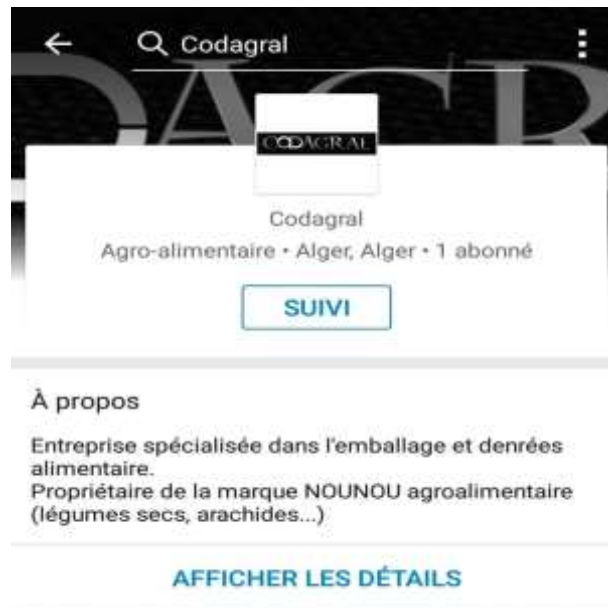 Codagral
DAGR
CODAGRAL
Codagral
Agro-alimentaire • Alger, Alger • 1 abonné
SUIVI
À propos
Entreprise spécialisée dans l'emballage et denrées
alimentaire.
Propriétaire de la marque NOUNOU agroalimentaire
(légumes secs, arachides...)
AFFICHER LES DÉTAILS